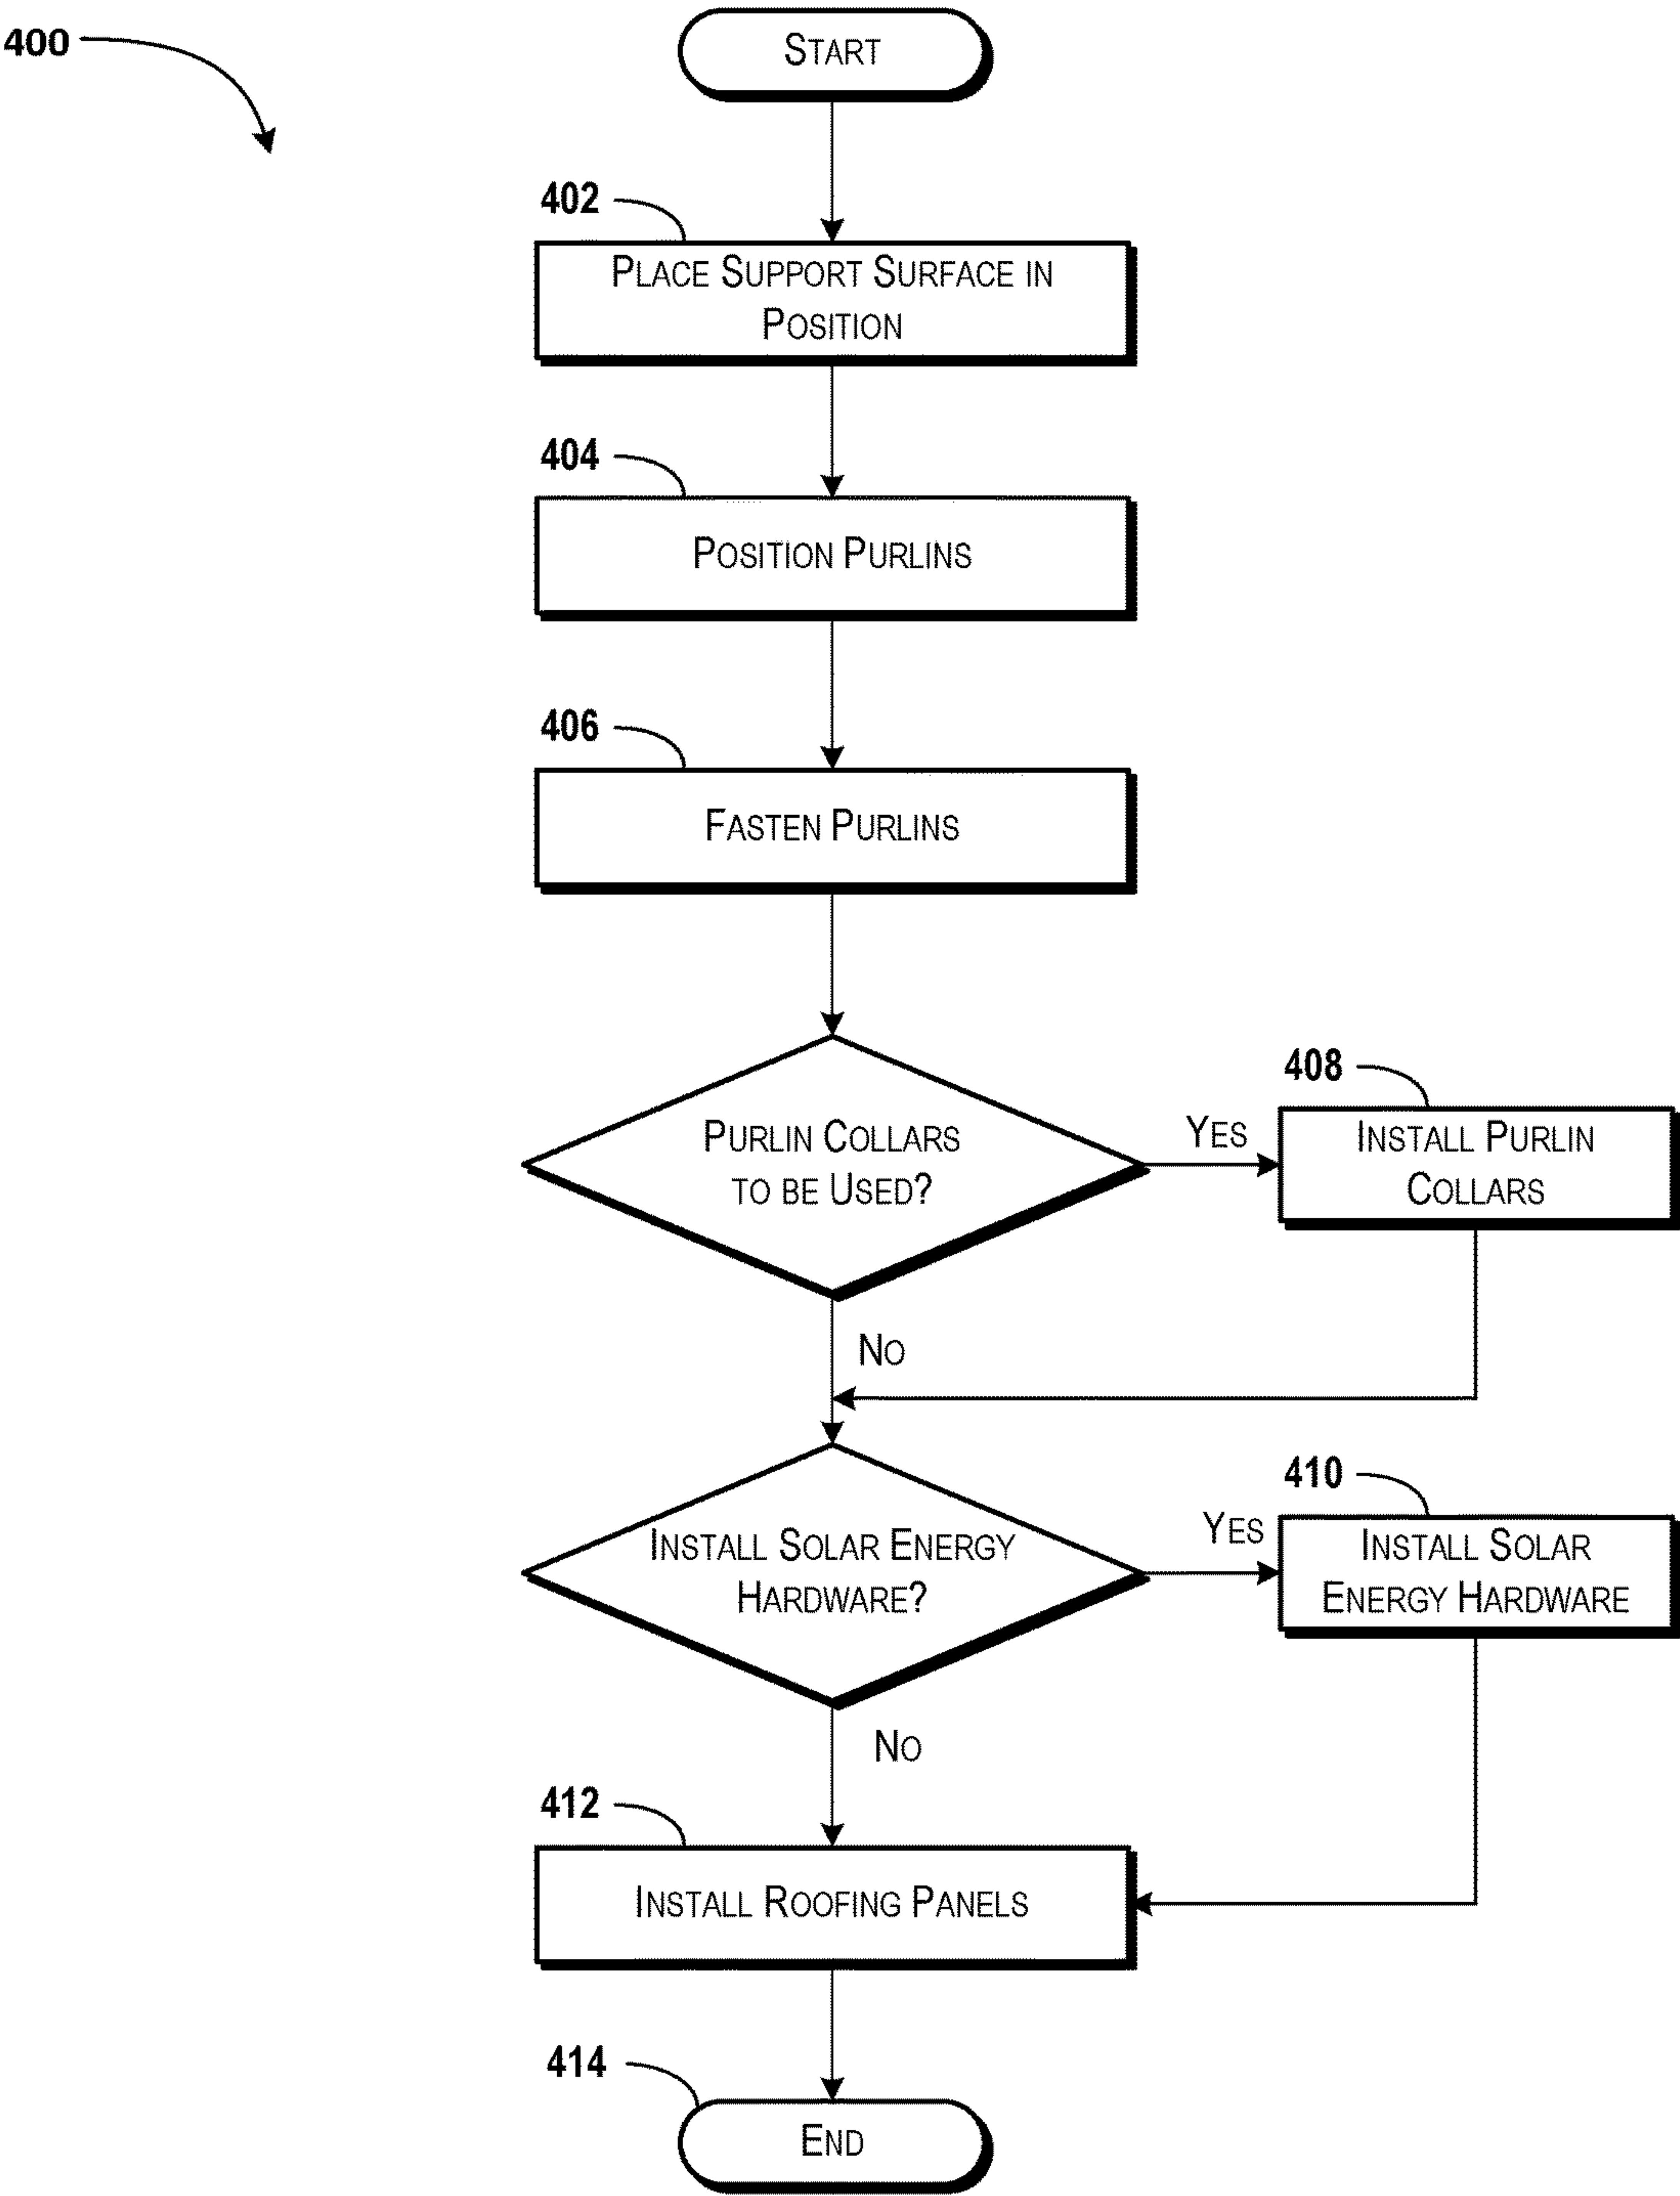 400
START
402
PLACE SUPPORT SURFACE IN
POSITION
404
POSITION PURLINS
406
FASTEN PURLINS
PURLIN COLLARS
TO BE USED?
YES
408
INSTALL PURLIN
COLLARS
NO
INSTALL SOLAR ENERGY
HARDWARE?
YES
410
INSTALL SOLAR
ENERGY HARDWARE
NO
412
INSTALL ROOFING PANELS
414
END